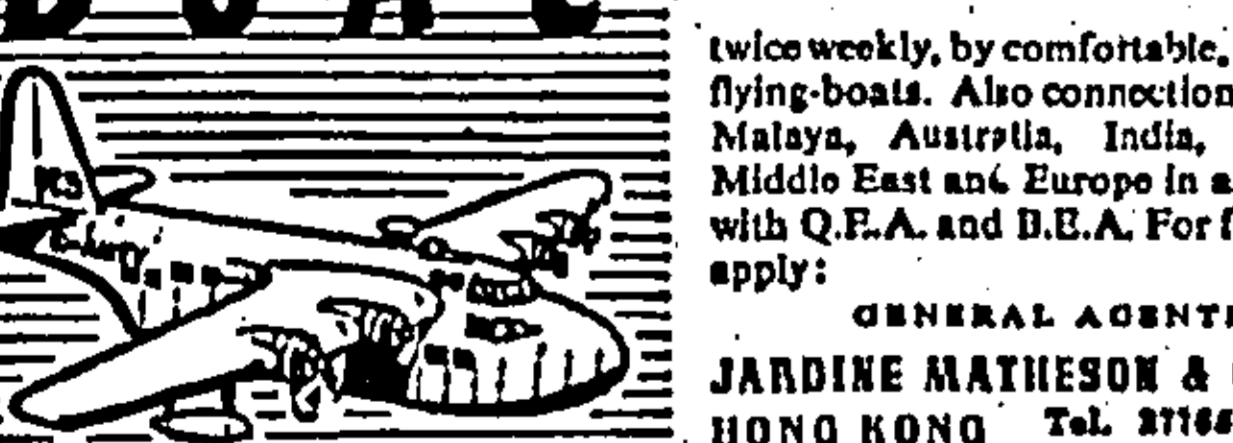 B O A C
twice weekly, by comfortable,
flying-boats. Also connection
Malaya, Australia, India,
Middle East and Europe in a
with Q.E.A. and B.E.A. For f
apply:
GENERAL AGENT
JARDINE MATHESON &
HONG KONG Tel.